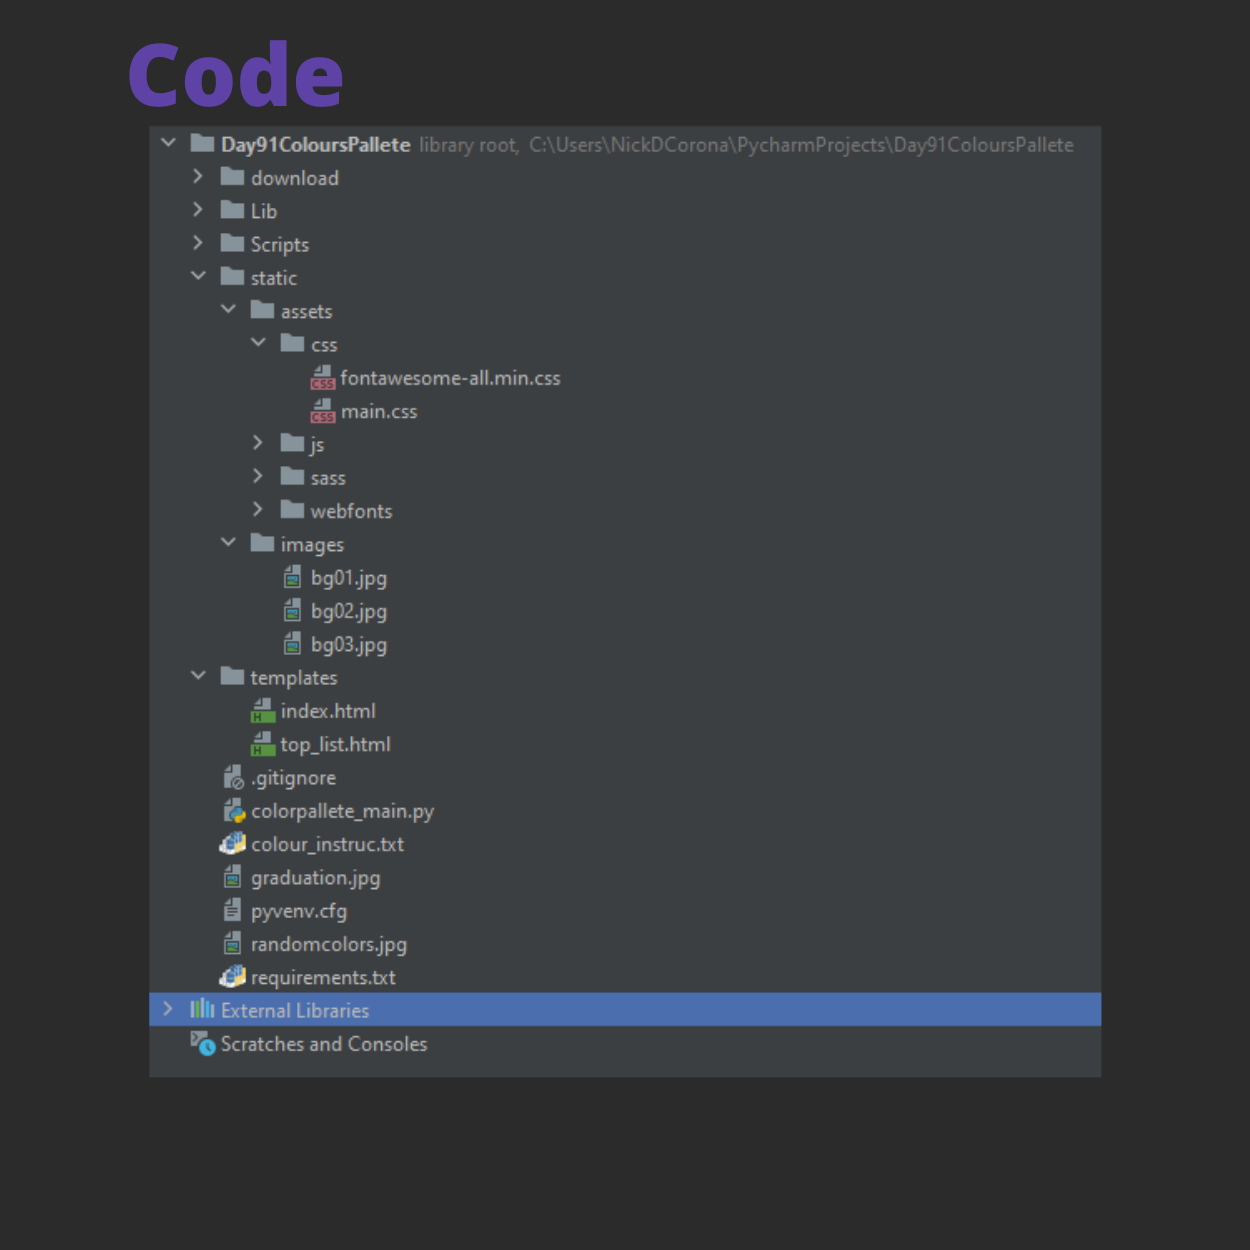 Code
Day91ColoursPallete library root, C:\Users\NickDCorona\PycharmProjects\Day91ColoursPallete
download
Lib
Scripts
static
assets
css
fontawesome-all.min.css
main.css
js
sass
webfonts
images
bg01.jpg
bg02.jpg
bg03.jpg
templates
index.html
top_list.html
.gitignore
colorpallete_main.py
colour_instruc.txt
graduation.jpg
pyvenv.cfg
randomcolors.jpg
requirements.txt
External Libraries
Scratches and Consoles